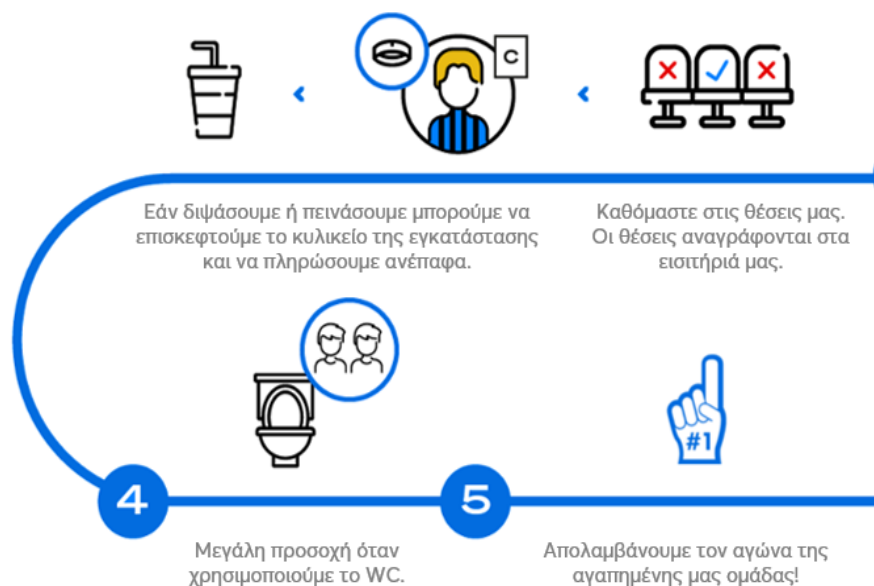 C
Εάν διψάσουμε ή πεινάσουμε μπορούμε να
επισκεφτούμε το κυλικείο της εγκατάστασης
και να πληρώσουμε ανέπαφα.
Καθόμαστε στις θέσεις μας.
Οι θέσεις αναγράφονται στα
εισιτήριά μας.
#1
4
5
Μεγάλη προσοχή όταν
χρησιμοποιούμε το WC.
Απολαμβάνουμε τον αγώνα της
αγαπημένης μας ομάδας!